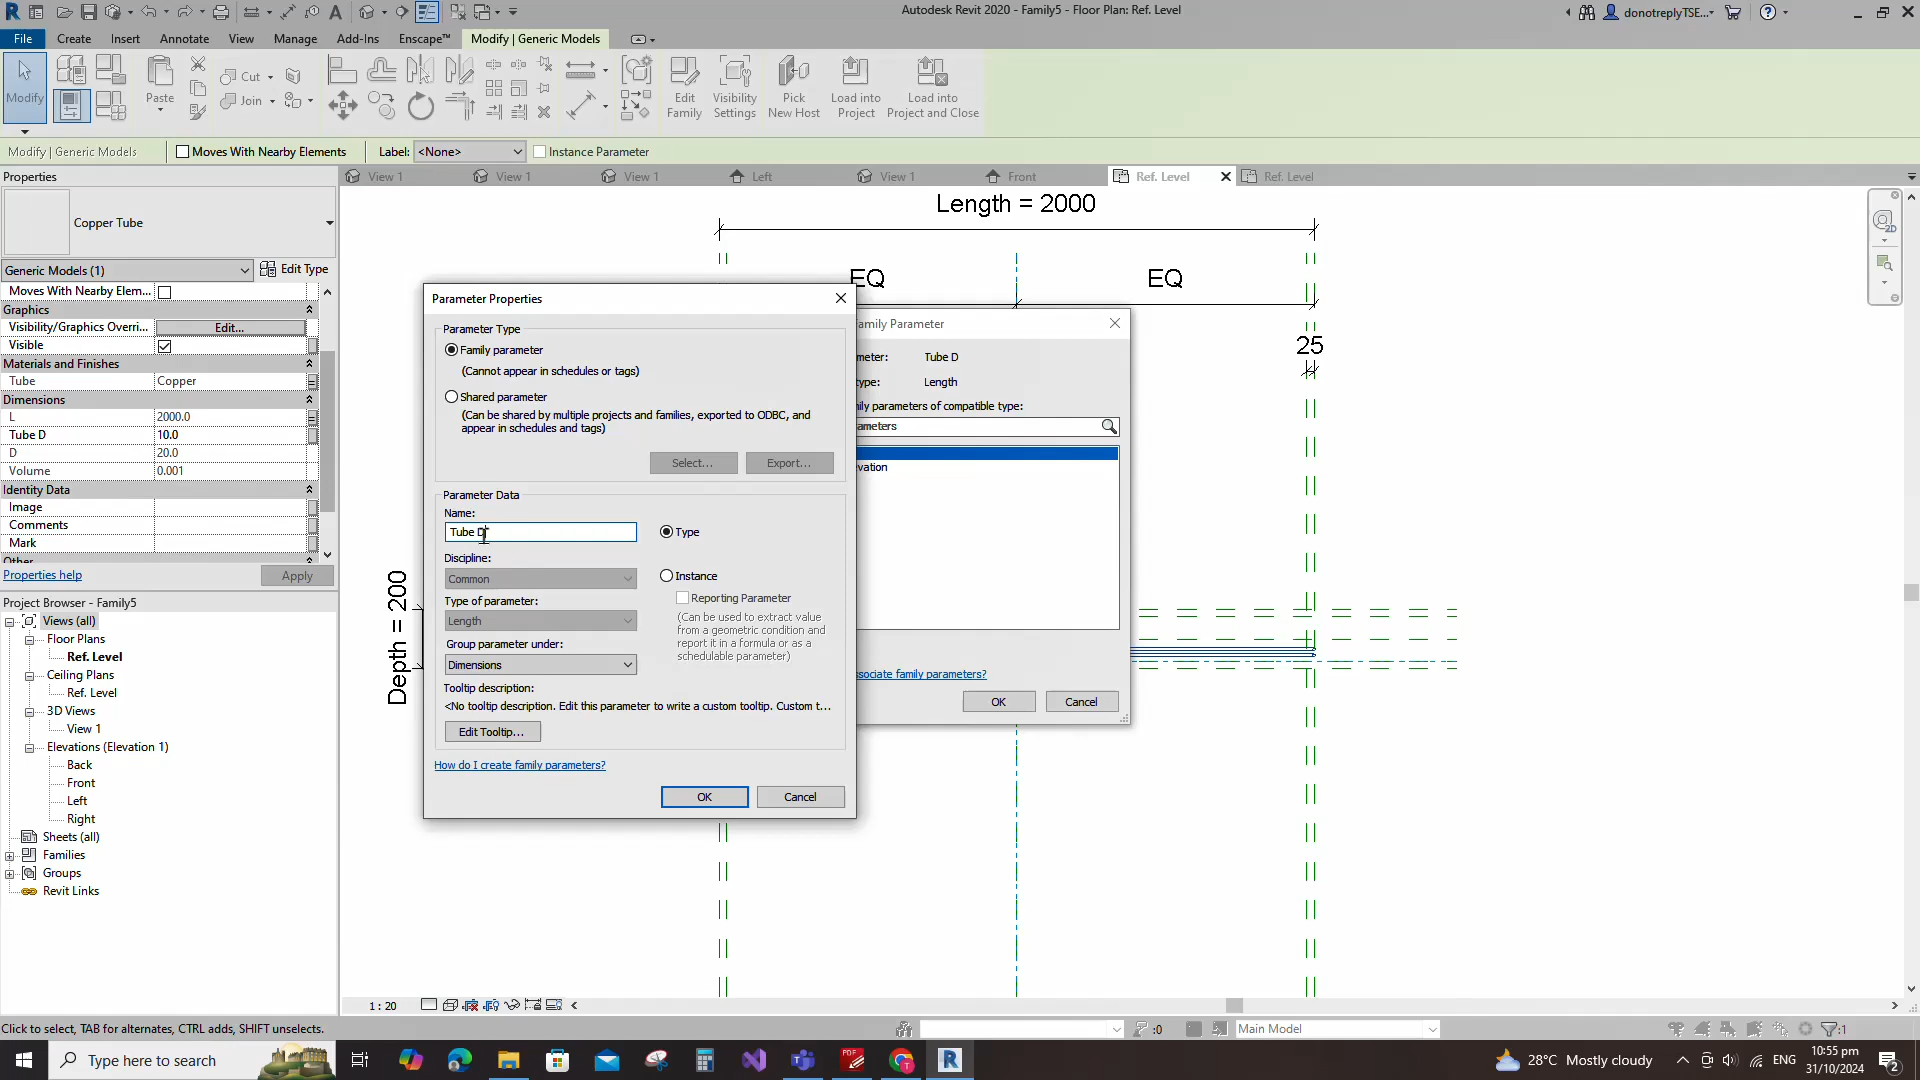 Autodesk Revit 2020 - Family5 - Floor Plan: Ref. Level
donotreplyTSE...
File Create Insert Annotate View Manage Add-Ins Enscape™ Modify | Generic Models
Modify
Paste
Cut
Join
Edit Family
Visibility Settings
Pick New Host
Load into Project
Load into Project and Close
Modify | Generic Models
Moves With Nearby Elements
Label: <None>
Instance Parameter
Properties
View 1 View 1 View 1 Left View 1 Front Ref. Level Ref. Level
Copper Tube
Generic Models (1)
Edit Type
Moves With Nearby Elem...
Graphics
Visibility/Graphics Overri... Edit...
Visible
Materials and Finishes
Tube Copper
Dimensions
L 2000.0
Tube D 10.0
D 20.0
Volume 0.001
Identity Data
Image
Comments
Mark
Other
Properties help
Apply
Project Browser - Family5
Views (all)
Floor Plans
Ref. Level
Ceiling Plans
Ref. Level
3D Views
View 1
Elevations (Elevation 1)
Back
Front
Left
Right
Sheets (all)
Families
Groups
Revit Links
Length = 2000
EQ EQ
25
Depth = 200
Parameter Properties
Parameter Type
Family parameter
(Cannot appear in schedules or tags)
Shared parameter
(Can be shared by multiple projects and families, exported to ODBC, and
appear in schedules and tags)
Select... Export...
Parameter Data
Name:
Tube D
Type
Discipline:
Common
Instance
Type of parameter:
Reporting Parameter
Length
(Can be used to extract value
from a geometric condition and
report it in a formula or as a
schedulable parameter)
Group parameter under:
Dimensions
Tooltip description:
<No tooltip description. Edit this parameter to write a custom tooltip. Custom t...
Edit Tooltip...
How do I create family parameters?
OK Cancel
amily Parameter
meter: Tube D
type: Length
ily parameters of compatible type:
ameters
vation
ssociate family parameters?
OK Cancel
1 : 20
Click to select, TAB for alternates, CTRL adds, SHIFT unselects.
:0
Main Model
:1
Type here to search
28°C Mostly cloudy
ENG
10:55 pm
31/10/2024
2